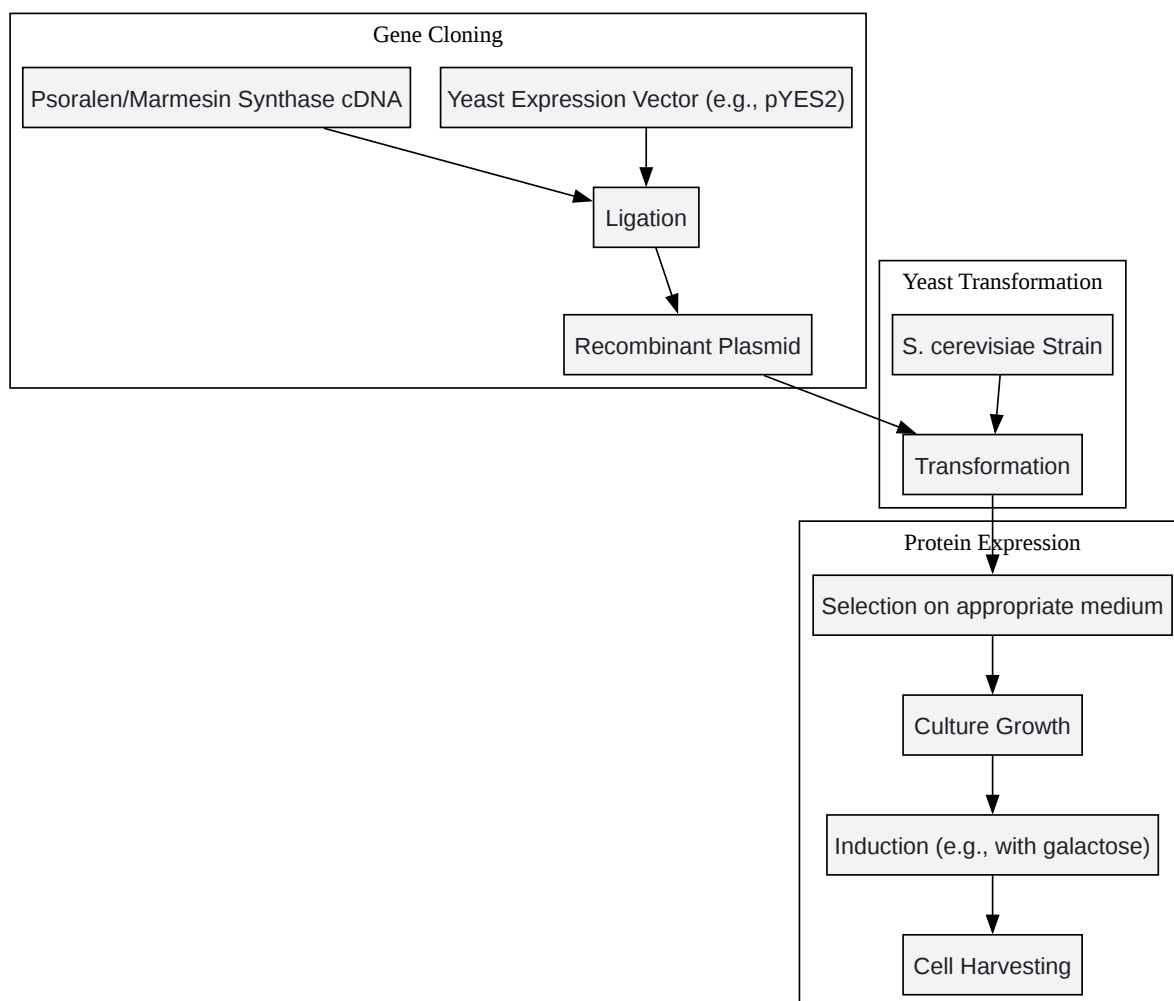 Gene Cloning
Psoralen/Marmesin Synthase cDNA
Yeast Expression Vector (e.g., pYES2)
Ligation
Recombinant Plasmid
Yeast Transformation
S. cerevisiae Strain
Transformation
Protein Expression
Selection on appropriate medium
Culture Growth
Induction (e.g., with galactose)
Cell Harvesting